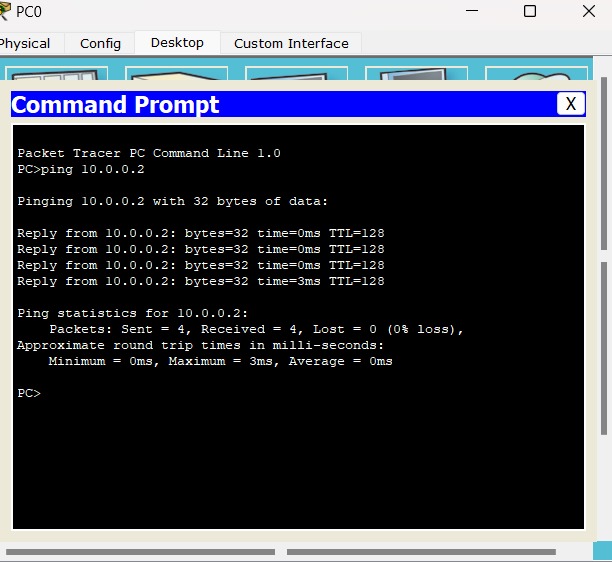 PC0
Physical Config Desktop Custom Interface
Command Prompt X
Packet Tracer PC Command Line 1.0
PC>ping 10.0.0.2
Pinging 10.0.0.2 with 32 bytes of data:
Reply from 10.0.0.2: bytes=32 time=0ms TTL=128
Reply from 10.0.0.2: bytes=32 time=0ms TTL=128
Reply from 10.0.0.2: bytes=32 time=0ms TTL=128
Reply from 10.0.0.2: bytes=32 time=3ms TTL=128
Ping statistics for 10.0.0.2:
Packets: Sent = 4, Received = 4, Lost = 0 (0% loss),
Approximate round trip times in milli-seconds:
Minimum = 0ms, Maximum = 3ms, Average = 0ms
PC>